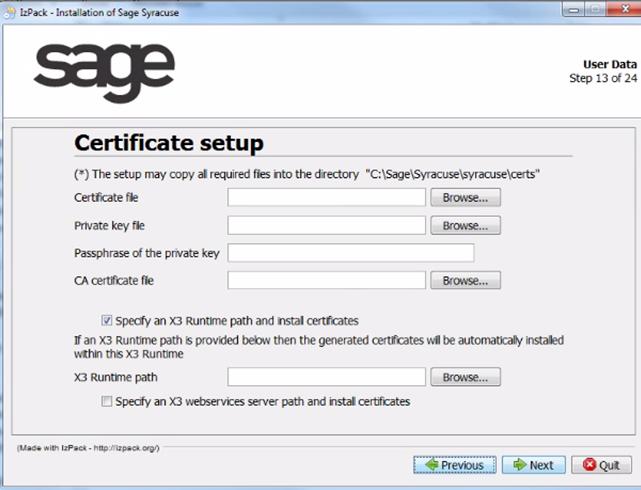 IzPack - Installation of Sage Syracuse
sage
User Data
Step 13 of 24
Certificate setup
(*) The setup may copy all required files into the directory "C:\Sage\Syracuse\syracuse\certs"
Certificate file
Browse...
Private key file
Browse...
Passphrase of the private key
CA certificate file
Browse...
Specify an X3 Runtime path and install certificates
If an X3 Runtime path is provided below then the generated certificates will be automatically installed
within this X3 Runtime
X3 Runtime path
Browse...
Specify an X3 webservices server path and install certificates
(Made with IzPack - http://izpack.org/)
Previous
Next
Quit